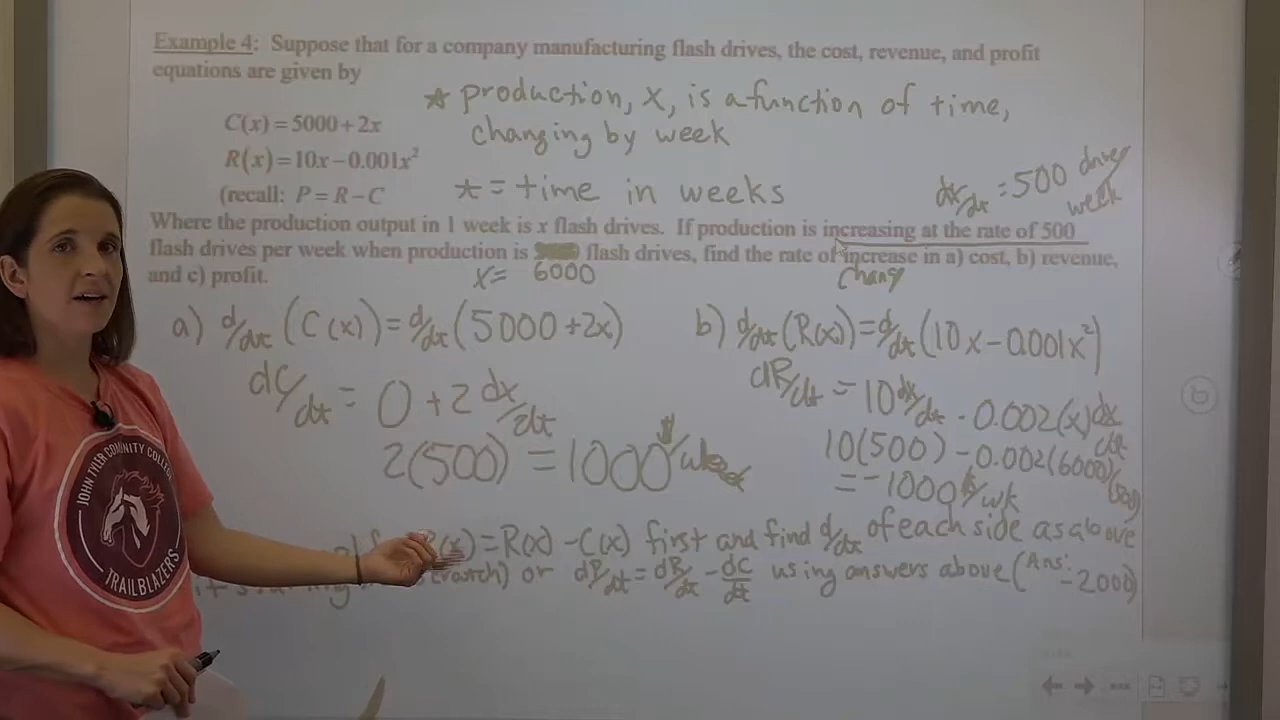 Example 4: Suppose that for a company manufacturing flash drives, the cost, revenue, and profit
equations are given by
* production, x, is a function of time,
changing by week
C(x) = 5000 + 2x
R(x) = 10x − 0.001x²
(recall: P = R − C)
t = time in weeks
dx/dt = 500 drives/week
Where the production output in 1 week is x flash drives. If production is increasing at the rate of 500
flash drives per week when production is flash drives, find the rate of increase in a) cost, b) revenue,
and c) profit.
x = 6000
change
a) d/dt (C(x)) = d/dt (5000 + 2x)
dC/dt = 0 + 2 dx/dt
2(500) = 1000 $/week
b) d/dt (R(x)) = d/dt (10x − 0.001x²)
dR/dt = 10 dx/dt − 0.002(x) dx/dt
10(500) − 0.002(6000)(500)
= −1000 $/wk
(x) = R(x) − C(x) first and find d/dt of each side as above
scratch) or dP/dt = dR/dt − dC/dt using answers above (Ans: −2000)
JOHN TYLER COMMUNITY COLLEGE
TRAILBLAZERS